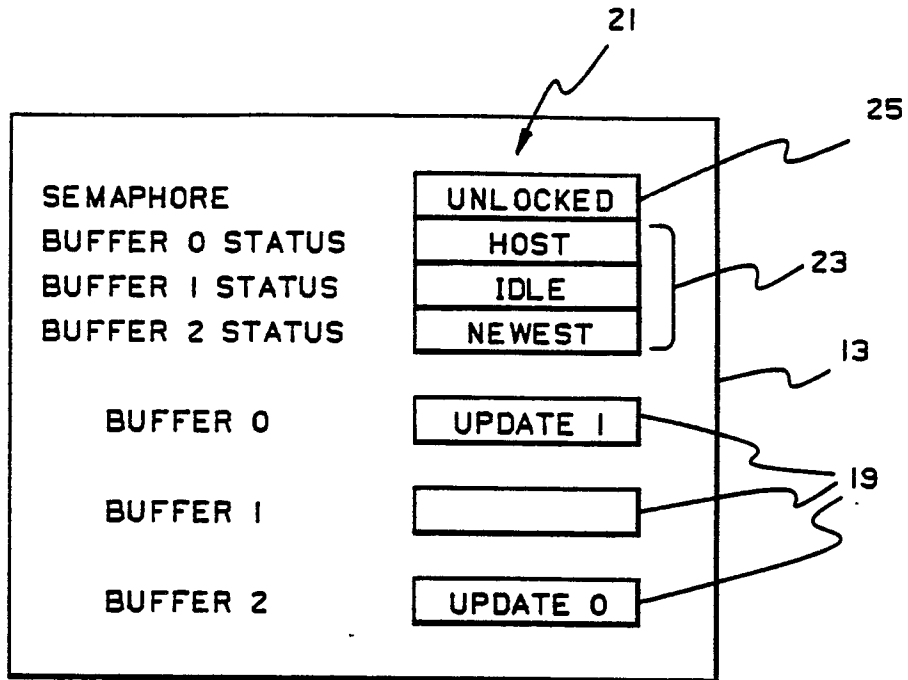 21
25
SEMAPHORE UNLOCKED
BUFFER 0 STATUS HOST
BUFFER 1 STATUS IDLE
23
BUFFER 2 STATUS NEWEST
13
BUFFER 0 UPDATE 1
19
BUFFER 1
BUFFER 2 UPDATE 0